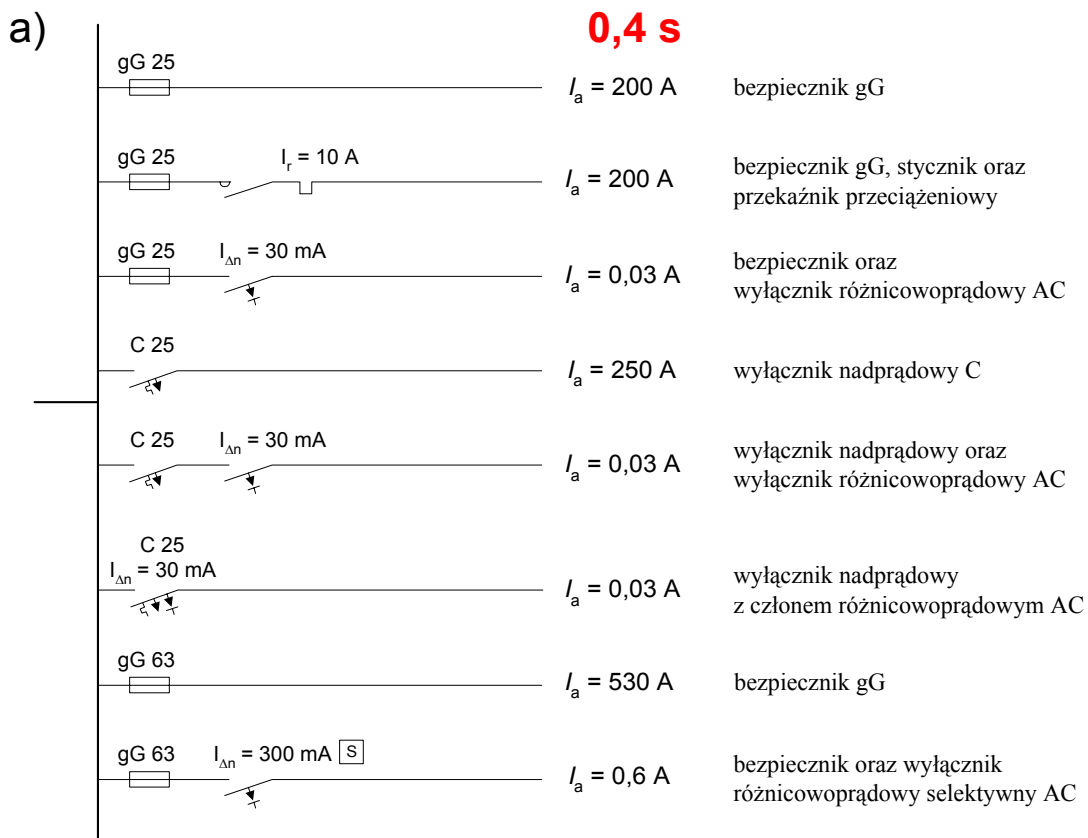 a)
0,4 s
gG 25
I_a = 200 A
bezpiecznik gG
gG 25
I_r = 10 A
I_a = 200 A
bezpiecznik gG, stycznik oraz
przekaźnik przeciążeniowy
gG 25
I_Δn = 30 mA
I_a = 0,03 A
bezpiecznik oraz
wyłącznik różnicowoprądowy AC
C 25
I_a = 250 A
wyłącznik nadprądowy C
C 25
I_Δn = 30 mA
I_a = 0,03 A
wyłącznik nadprądowy oraz
wyłącznik różnicowoprądowy AC
C 25
I_Δn = 30 mA
I_a = 0,03 A
wyłącznik nadprądowy
z członem różnicowoprądowym AC
gG 63
I_a = 530 A
bezpiecznik gG
gG 63
I_Δn = 300 mA S
I_a = 0,6 A
bezpiecznik oraz wyłącznik
różnicowoprądowy selektywny AC